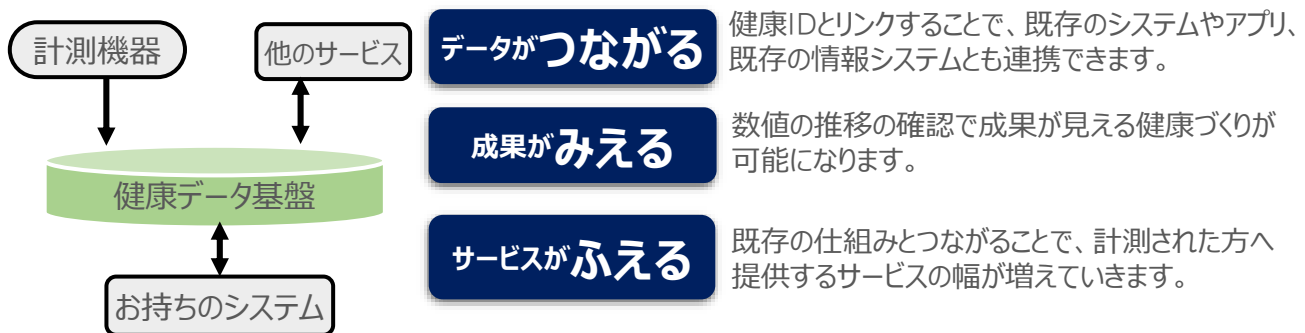 計測機器
他のサービス
健康データ基盤
お持ちのシステム
データがつながる
健康IDとリンクすることで、既存のシステムやアプリ、
既存の情報システムとも連携できます。
成果がみえる
数値の推移の確認で成果が見える健康づくりが
可能になります。
サービスがふえる
既存の仕組みとつながることで、計測された方へ
提供するサービスの幅が増えていきます。